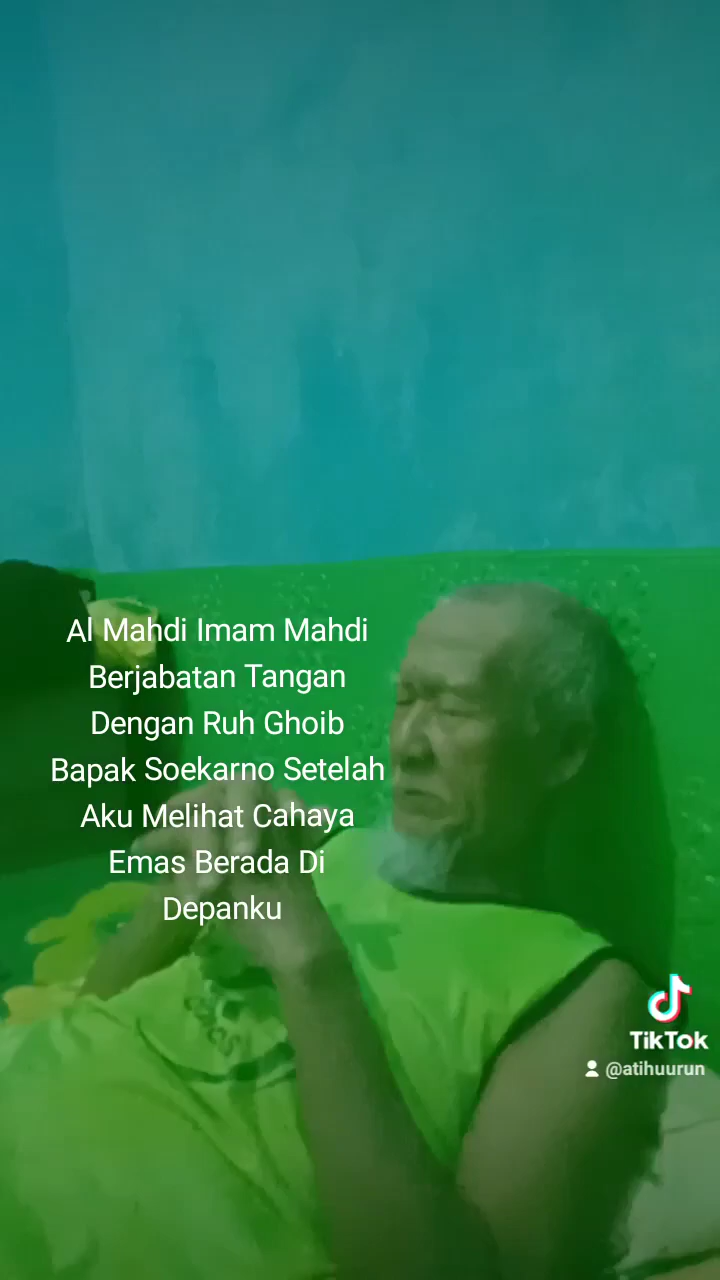 Al Mahdi Imam Mahdi
Berjabatan Tangan
Dengan Ruh Ghoib
Bapak Soekarno Setelah
Aku Melihat Cahaya
Emas Berada Di
Depanku
TikTok
@atihuurun